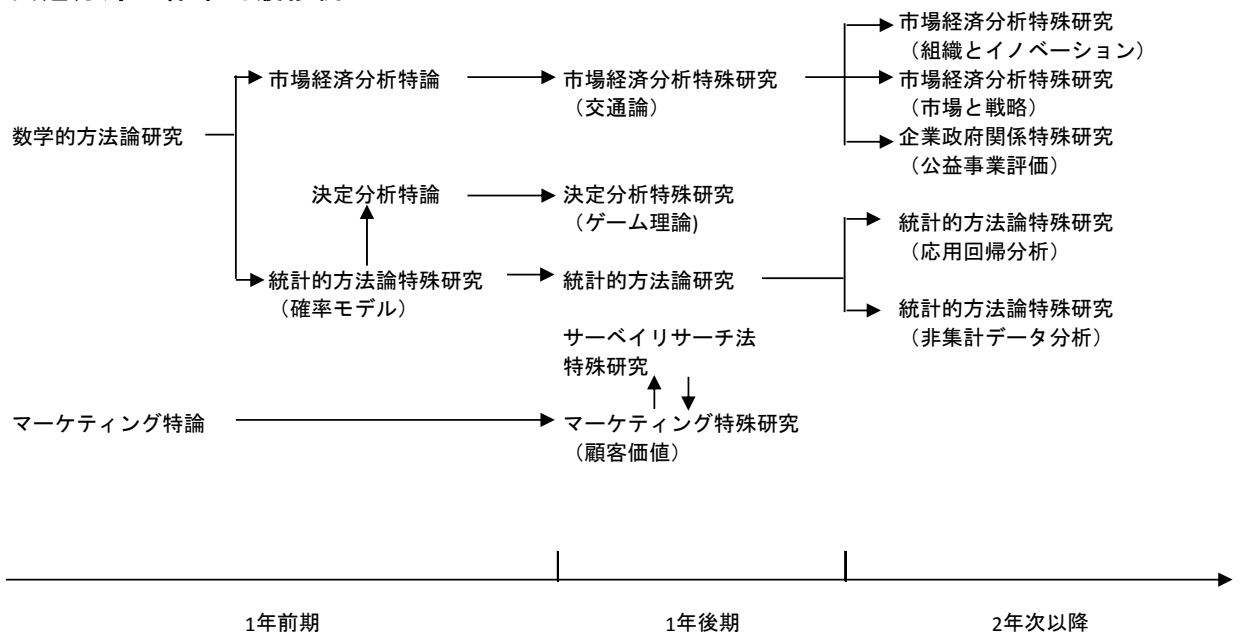 市場経済分析特殊研究
（組織とイノベーション）
市場経済分析特論
市場経済分析特殊研究
（交通論）
市場経済分析特殊研究
（市場と戦略）
数学的方法論研究
企業政府関係特殊研究
（公益事業評価）
決定分析特論
決定分析特殊研究
（ゲーム理論)
統計的方法論特殊研究
（応用回帰分析）
統計的方法論特殊研究
（確率モデル）
統計的方法論研究
統計的方法論特殊研究
（非集計データ分析）
サーベイリサーチ法
特殊研究
マーケティング特論
マーケティング特殊研究
（顧客価値）
1年前期
1年後期
2年次以降